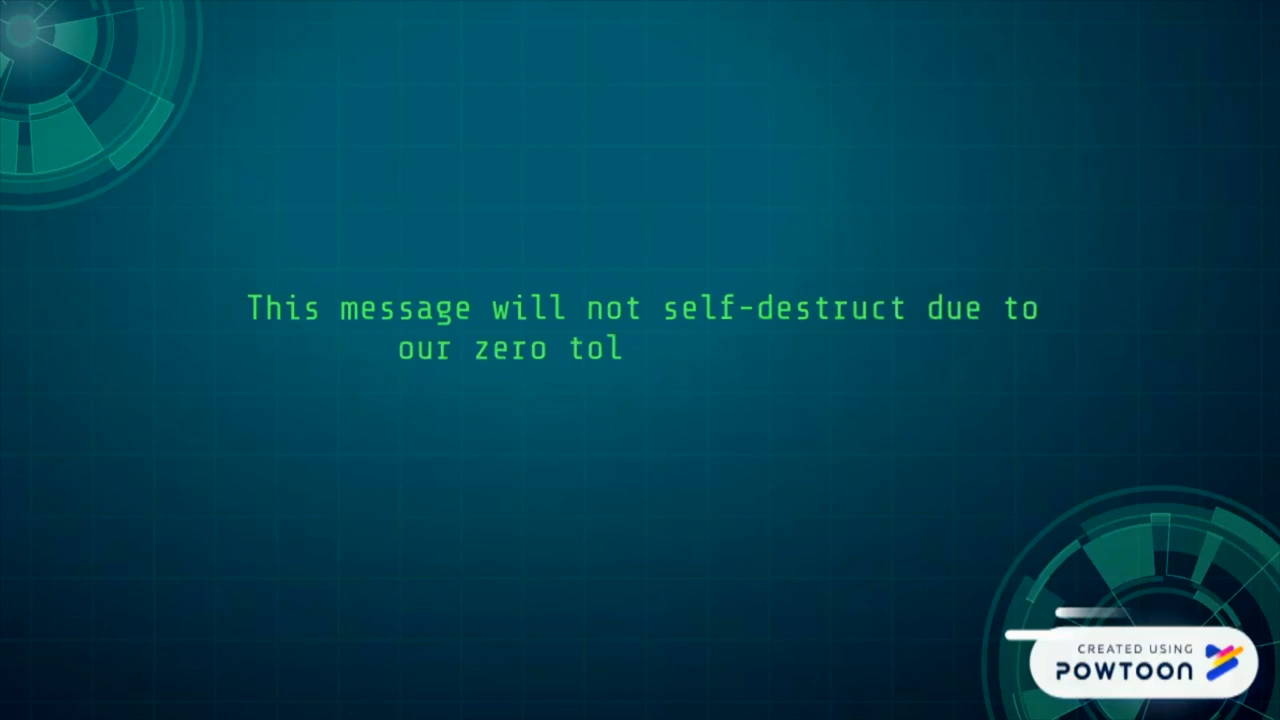 This message will not self-destruct due to
our zero tol
CREATED USING
POWTOON